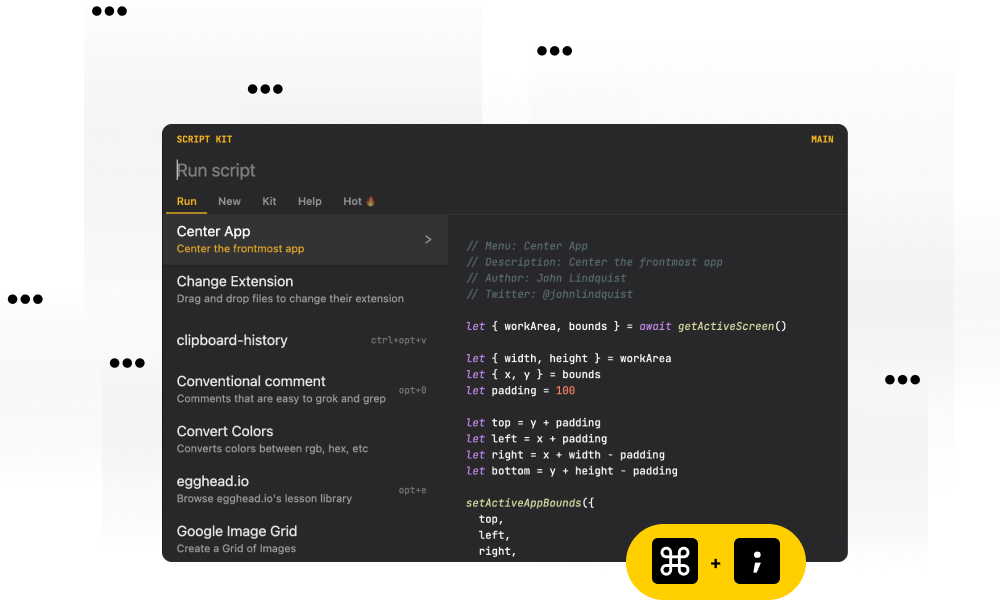 SCRIPT KIT
MAIN
Run script
Run New Kit Help Hot 🔥
Center App
Center the frontmost app
Change Extension
Drag and drop files to change their extension
clipboard-history ctrl+opt+v
Conventional comment
Comments that are easy to grok and grep opt+0
Convert Colors
Converts colors between rgb, hex, etc
egghead.io
Browse egghead.io's lesson library opt+e
Google Image Grid
Create a Grid of Images
// Menu: Center App
// Description: Center the frontmost app
// Author: John Lindquist
// Twitter: @johnlindquist
let { workArea, bounds } = await getActiveScreen()
let { width, height } = workArea
let { x, y } = bounds
let padding = 100
let top = y + padding
let left = x + padding
let right = x + width - padding
let bottom = y + height - padding
setActiveAppBounds({
top,
left,
right,
⌘ + ;